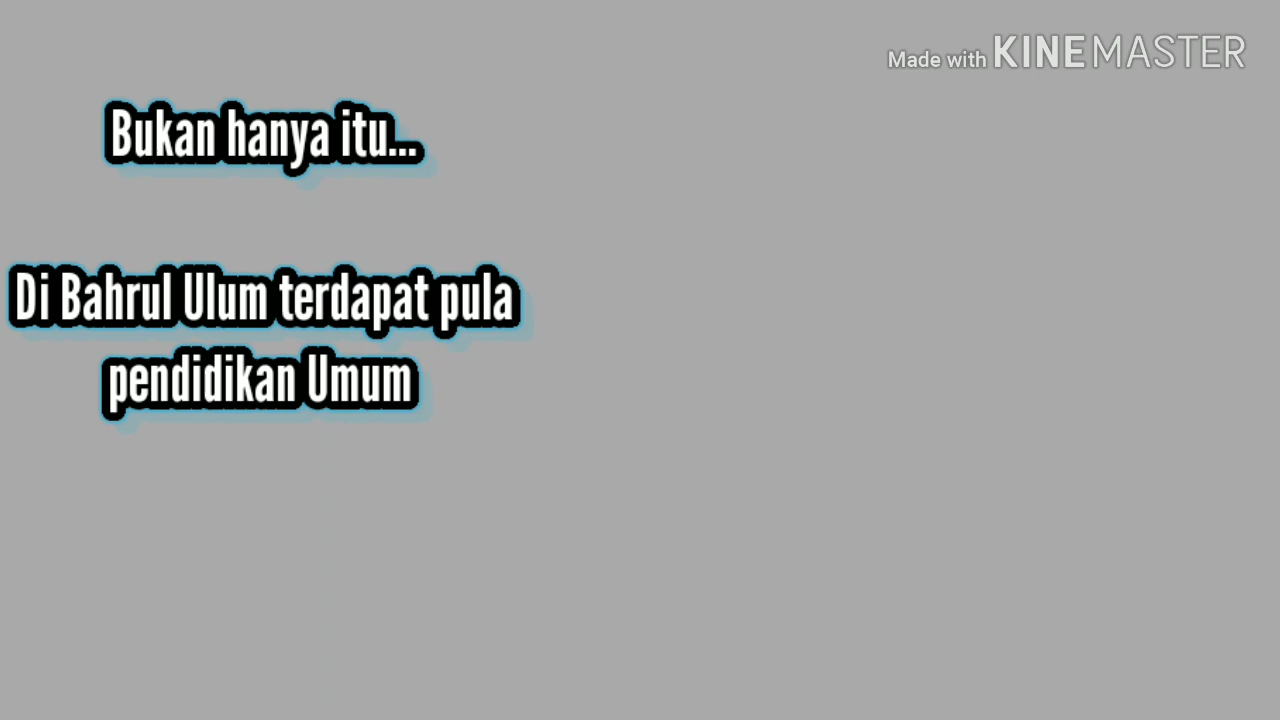 Made with KINEMASTER
Bukan hanya itu...
Di Bahrul Ulum terdapat pula
pendidikan Umum